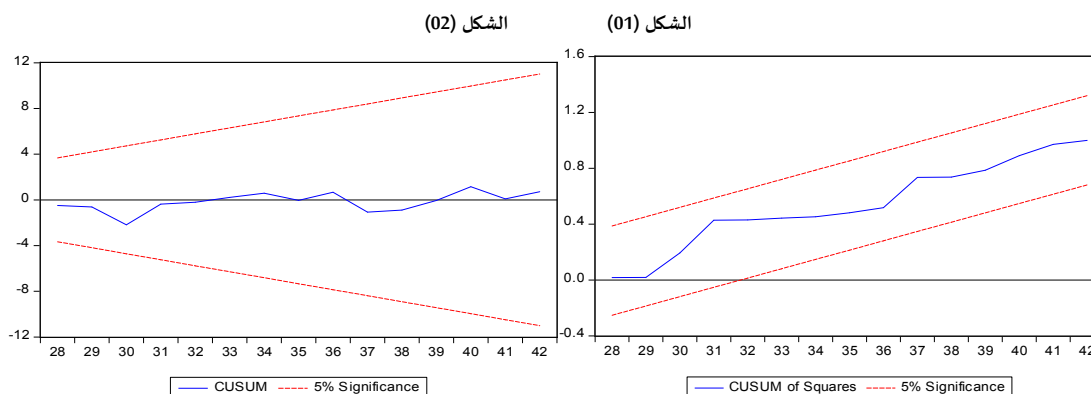 الشكل (01)
الشكل (02)
12
8
4
0
-4
-8
-12
28 29 30 31 32 33 34 35 36 37 38 39 40 41 42
CUSUM 5% Significance
1.6
1.2
0.8
0.4
0.0
-0.4
28 29 30 31 32 33 34 35 36 37 38 39 40 41 42
CUSUM of Squares 5% Significance